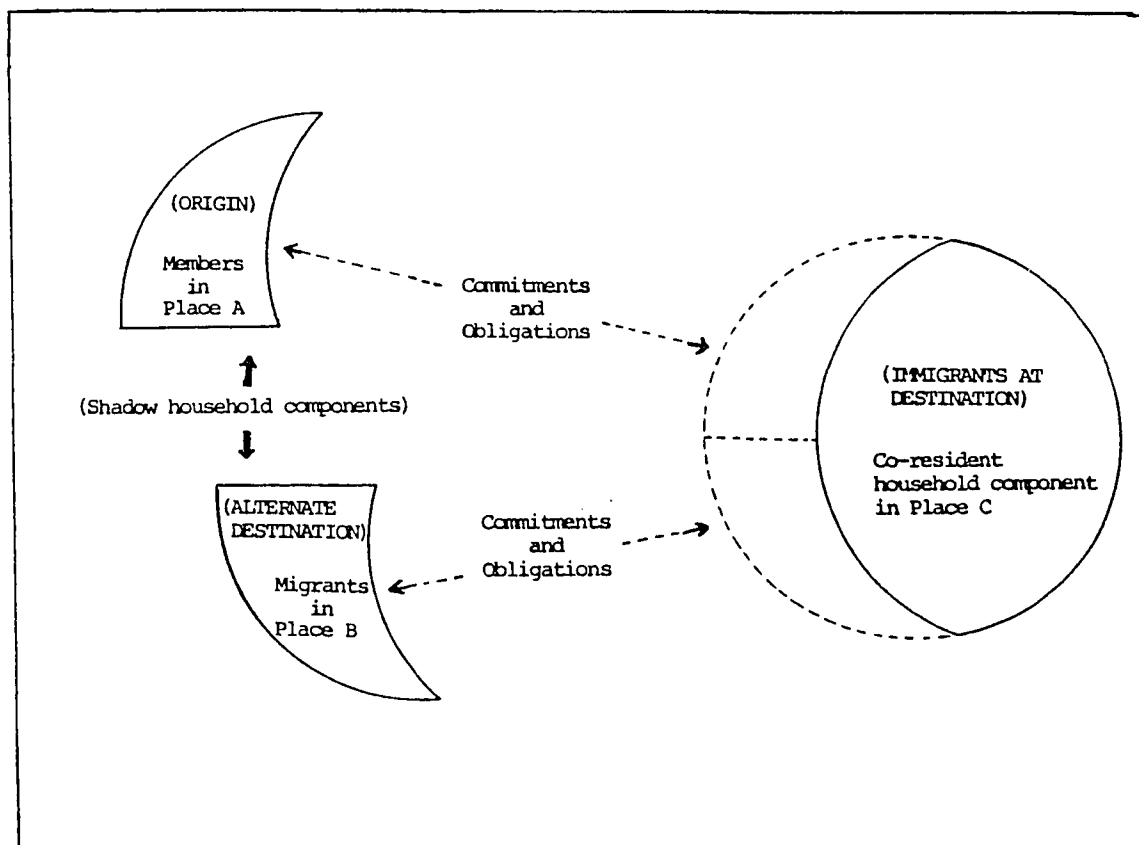 (ORIGIN)
Members
in
Place A
Commitments
and
Obligations
(Shadow household components)
(ALTERNATE
DESTINATION)
Migrants
in
Place B
Commitments
and
Obligations
(IMMIGRANTS AT
DESTINATION)
Co-resident
household component
in Place C